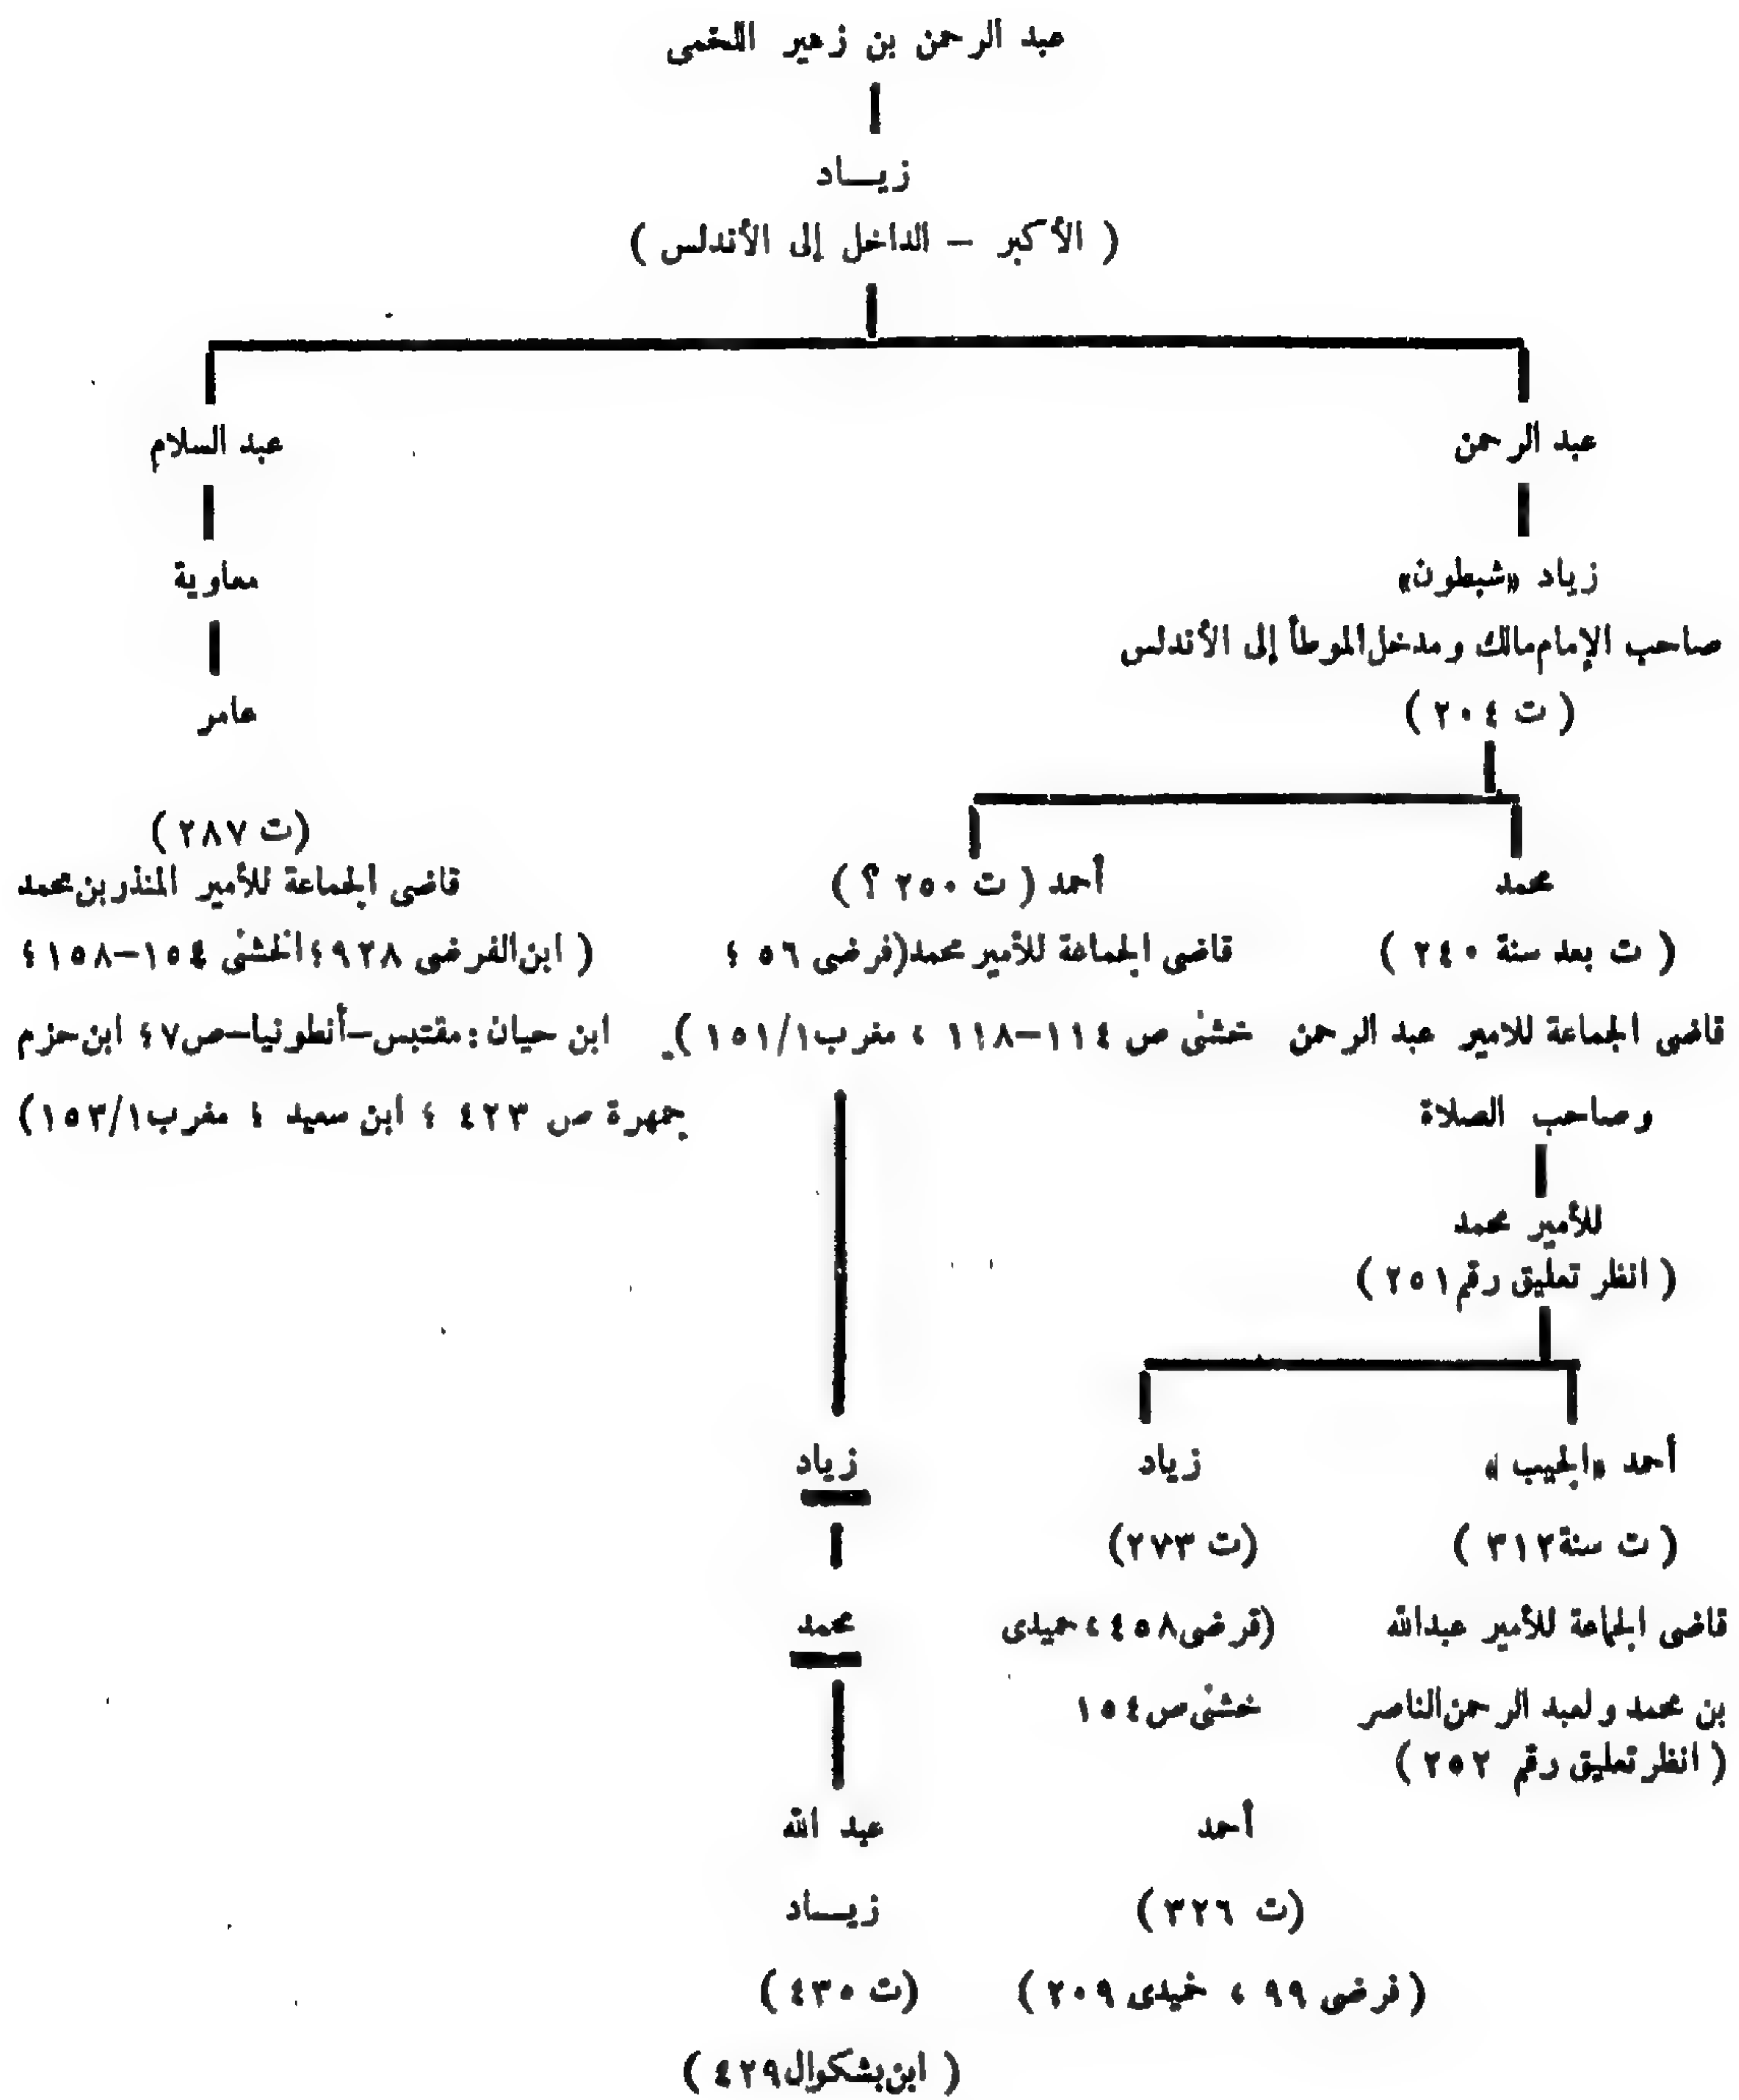 عبد الرحمن بن زهير اللخمى
زيـــاد
( الأكبر – الداخل إلى الأندلس )
عبد الرحمن
عبد السلام
زياد «شبطون»
معاوية
صاحب الإمام مالك ومدخل الموطأ إلى الأندلس
عامر
( ت ٢٠٤ )
(ت ٢٨٧ )
محمد
أحمد ( ت ٢٥٠ ؟ )
قاضى الجماعة للأمير المنذر بن محمد
( ت بعد سنة ٢٤٠ )
قاضى الجماعة للأمير محمد (فرضى ٥٦ ؛
( ابن الفرضى ٩٢٨ ؛ الخشنى ١٥٤–١٥٨ ؛
قاضى الجماعة للامير عبد الرحمن
خشنى ص ١١٤–١١٨ ، مغرب ١/١٥١ ).
ابن حيان : مقتبس–أنطونيا–ص ٤٧ ابن حزم
وصاحب الصلاة
جمهرة ص ٤٢٣ ؛ ابن سعيد ؛ مغرب ١/١٥٣)
للأمير محمد
( انظر تعليق رقم ٢٥١ )
أحمد «الحبيب»
زياد
زياد
( ت سنة ٣١٢ )
(ت ٢٧٣)
قاضى الجماعة للأمير عبدالله
(قرضى ٤٥٨ ، حميدى
محمد
بن محمد ولعبد الرحمن الناصر
خشنى ص ١٥٤
( انظر تعليق رقم ٢٥٢ )
أحمد
عبد الله
(ت ٣٢٦ )
زيـــاد
( فرضى ٩٩ ، خميدى ٢٠٩ )
(ت ٤٣٠ )
( ابن بشكوال ٤٢٩ )